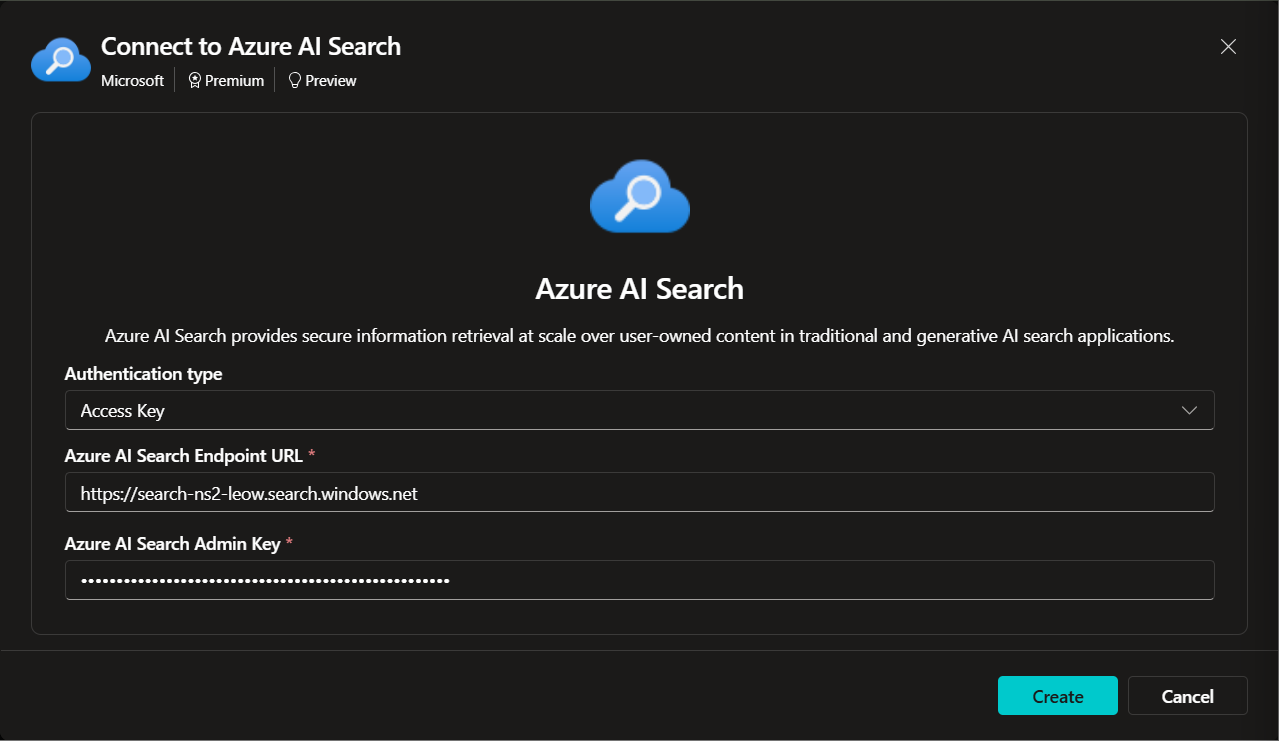 Connect to Azure AI Search
Microsoft Premium Preview
Azure AI Search
Azure AI Search provides secure information retrieval at scale over user-owned content in traditional and generative AI search applications.
Authentication type
Access Key
Azure AI Search Endpoint URL *
https://search-ns2-leow.search.windows.net
Azure AI Search Admin Key *
Create Cancel